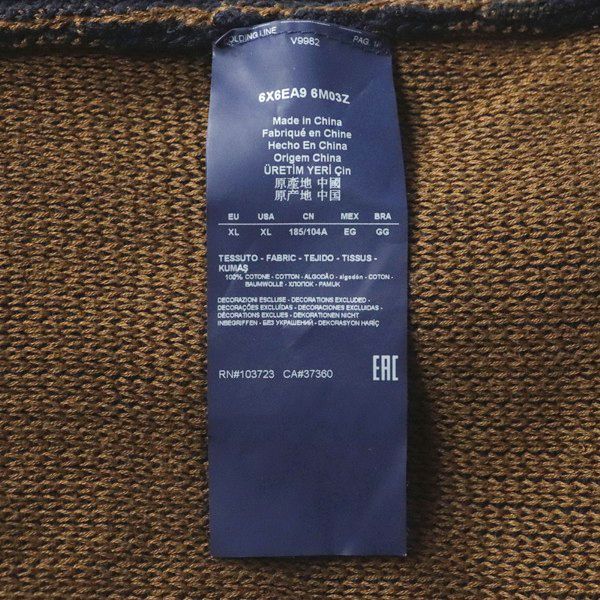 FOLDING LINE V9982 PAG. 1/
6X6EA9 6M03Z
Made in China
Fabriqué en Chine
Hecho En China
Origem China
ÜRETİM YERİ Çin
原產地 中國
原产地 中国
EU USA CN MEX BRA
XL XL 185/104A EG GG
TESSUTO - FABRIC - TEJIDO - TISSUS -
KUMAŞ
100% COTONE - COTTON - ALGODÃO - algodón - COTON -
BAUMWOLLE - ХЛОПОК - PAMUK
DECORAZIONI ESCLUSE - DECORATIONS EXCLUDED -
DECORAÇÕES EXCLUÍDAS - DECORACIONES EXCLUIDAS -
DÉCORATIONS EXCLUES - DEKORATIONEN NICHT
INBEGRIFFEN - БЕЗ УКРАШЕНИЙ - DEKORASYON HARİÇ
RN#103723 CA#37360 EAC